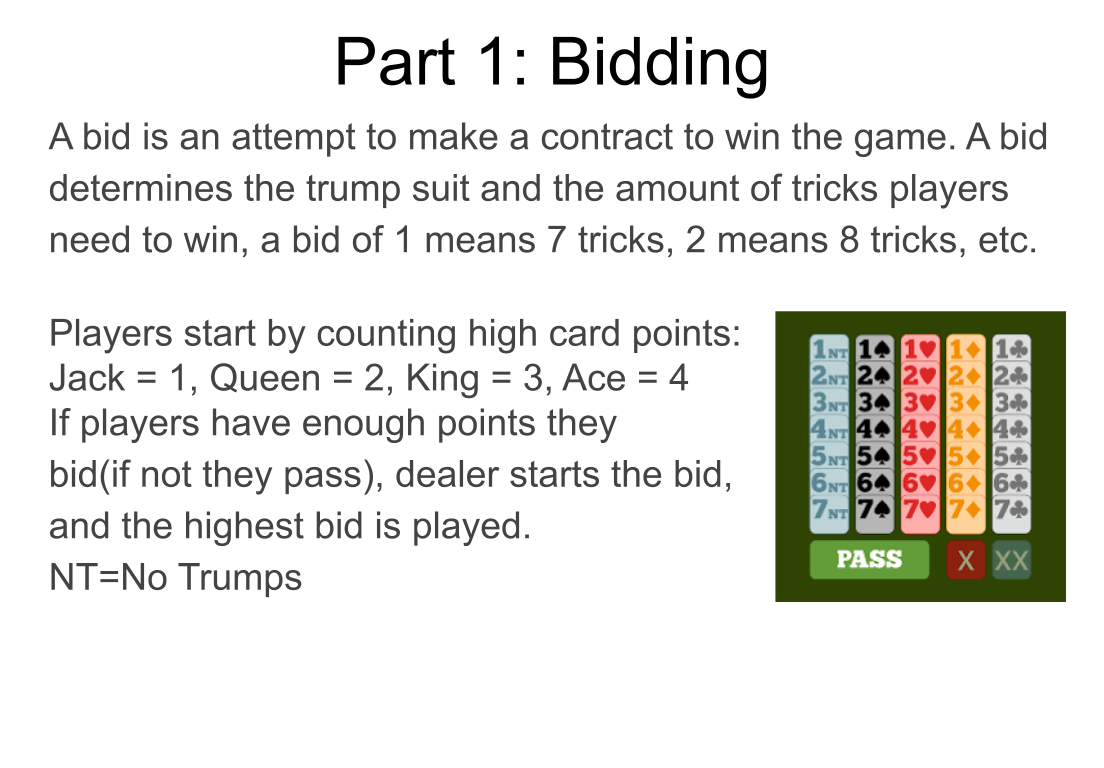 Part 1: Bidding
A bid is an attempt to make a contract to win the game. A bid
determines the trump suit and the amount of tricks players
need to win, a bid of 1 means 7 tricks, 2 means 8 tricks, etc.
Players start by counting high card points:
Jack = 1, Queen = 2, King = 3, Ace = 4
If players have enough points they
bid(if not they pass), dealer starts the bid,
and the highest bid is played.
NT=No Trumps
1NT 1♠ 1♥ 1♦ 1♣
2NT 2♠ 2♥ 2♦ 2♣
3NT 3♠ 3♥ 3♦ 3♣
4NT 4♠ 4♥ 4♦ 4♣
5NT 5♠ 5♥ 5♦ 5♣
6NT 6♠ 6♥ 6♦ 6♣
7NT 7♠ 7♥ 7♦ 7♣
PASS X XX